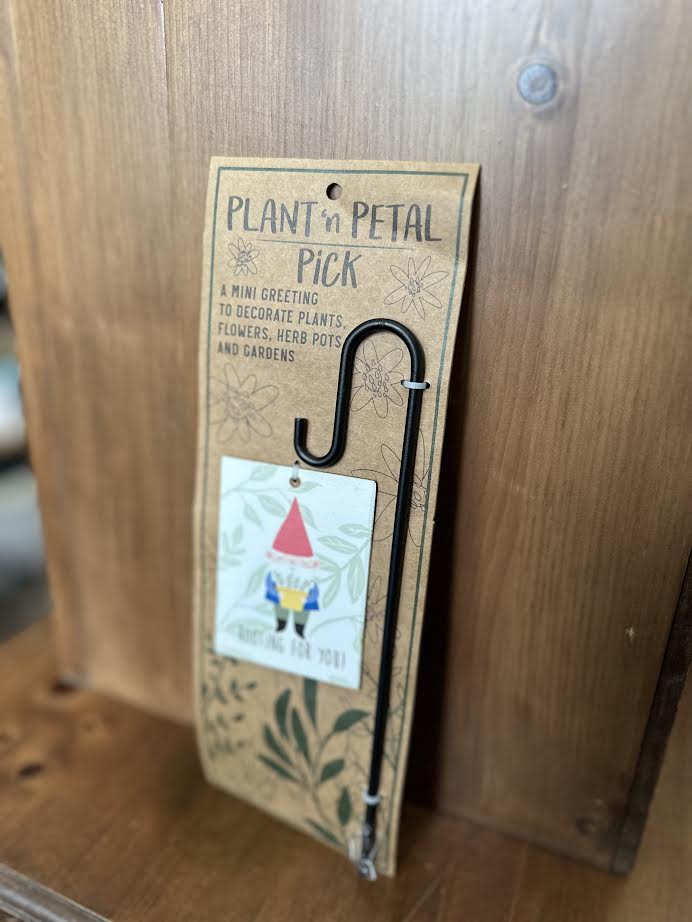 PLANT 'n PETAL
PiCK
A MINI GREETING
TO DECORATE PLANTS,
FLOWERS, HERB POTS
AND GARDENS
ROOTING FOR YOU!